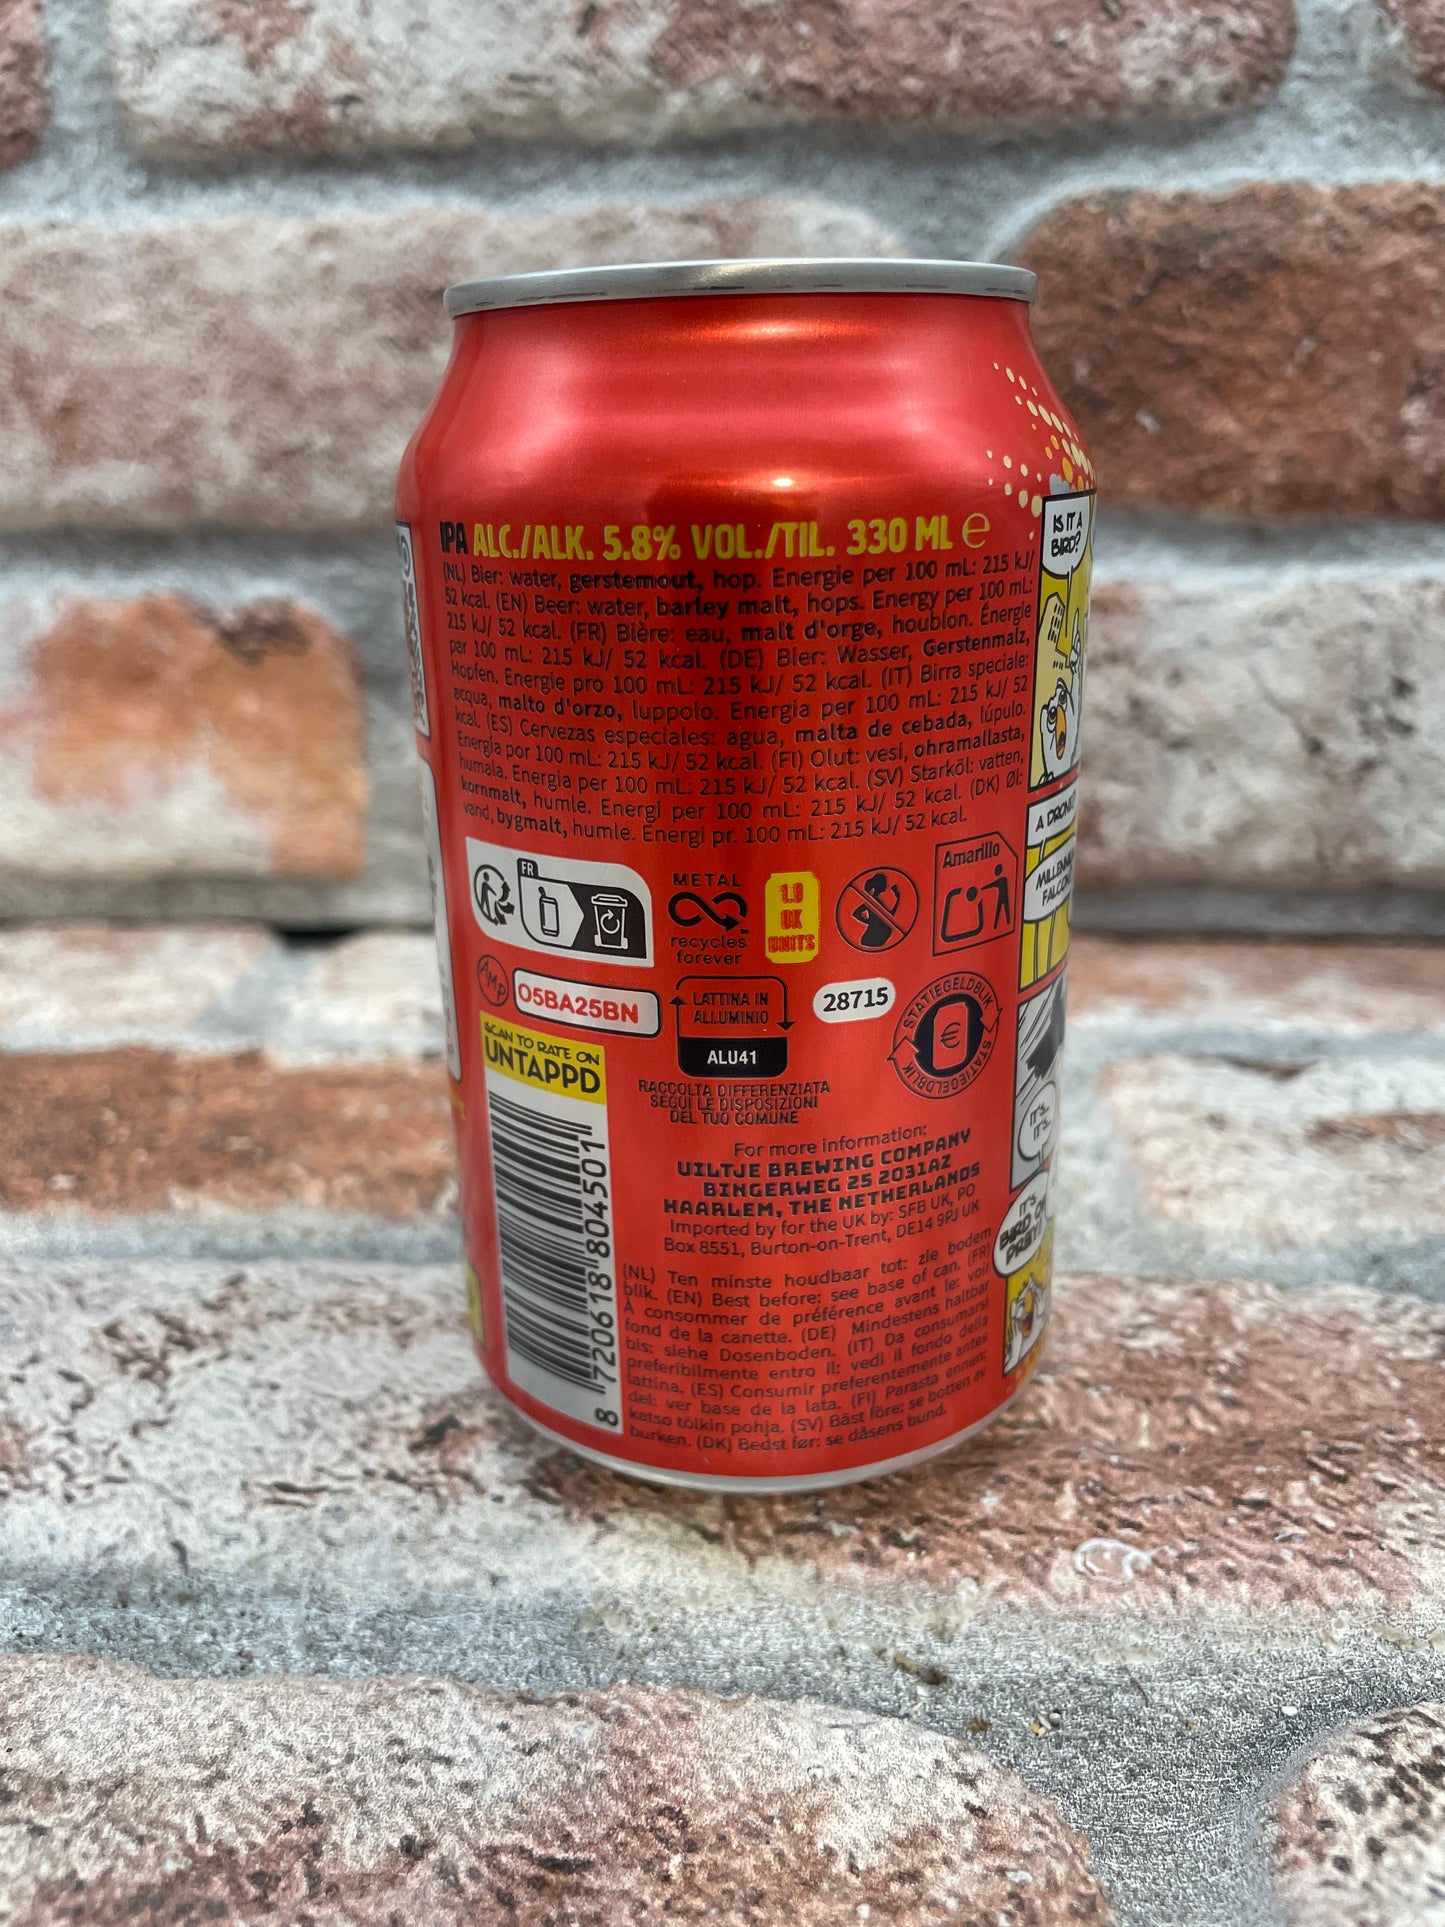 IPA ALC./ALK. 5.8% VOL./TIL. 330 ML ℮
(NL) Bier: water, gerstemout, hop. Energie per 100 mL: 215 kJ/
52 kcal. (EN) Beer: water, barley malt, hops. Energy per 100 mL:
215 kJ/ 52 kcal. (FR) Bière: eau, malt d'orge, houblon. Énergie
par 100 mL: 215 kJ/ 52 kcal. (DE) Bier: Wasser, Gerstenmalz,
Hopfen. Energie pro 100 mL: 215 kJ/ 52 kcal. (IT) Birra speciale:
acqua, malto d'orzo, luppolo. Energia per 100 mL: 215 kJ/ 52
kcal. (ES) Cervezas especiales: agua, malta de cebada, lúpulo.
Energía por 100 mL: 215 kJ/ 52 kcal. (FI) Olut: vesi, ohramallasta,
humala. Energia per 100 mL: 215 kJ/ 52 kcal. (SV) Starköl: vatten,
kornmalt, humle. Energi per 100 mL: 215 kJ/ 52 kcal. (DK) Øl:
vand, bygmalt, humle. Energi pr. 100 mL: 215 kJ/ 52 kcal.
FR
METAL
recycles
forever
1.9
UK
UNITS
Amarillo
AMP
05BA25BN
LATTINA IN
ALLUMINIO
ALU41
RACCOLTA DIFFERENZIATA
SEGUI LE DISPOSIZIONI
DEL TUO COMUNE
28715
STATIEGELDBLIK
€
STATIEGELDBLIK
SCAN TO RATE ON
UNTAPPD
8 720618 804501
For more information:
UILTJE BREWING COMPANY
BINGERWEG 25 2031AZ
HAARLEM, THE NETHERLANDS
Imported by for the UK by: SFB UK, PO
Box 8551, Burton-on-Trent, DE14 9PJ UK
(NL) Ten minste houdbaar tot: zie bodem
blik. (EN) Best before: see base of can. (FR)
À consommer de préférence avant le: voir
fond de la canette. (DE) Mindestens haltbar
bis: siehe Dosenboden. (IT) Da consumarsi
preferibilmente entro il: vedi il fondo della
lattina. (ES) Consumir preferentemente antes
del: ver base de la lata. (FI) Parasta ennen:
katso tölkin pohja. (SV) Bäst före: se botten av
burken. (DK) Bedst før: se dåsens bund.
IS IT A
BIRD?
A DRONE?
FALCON
IT'S..
IT'S..
IT'S
BIRD OF
PREY!